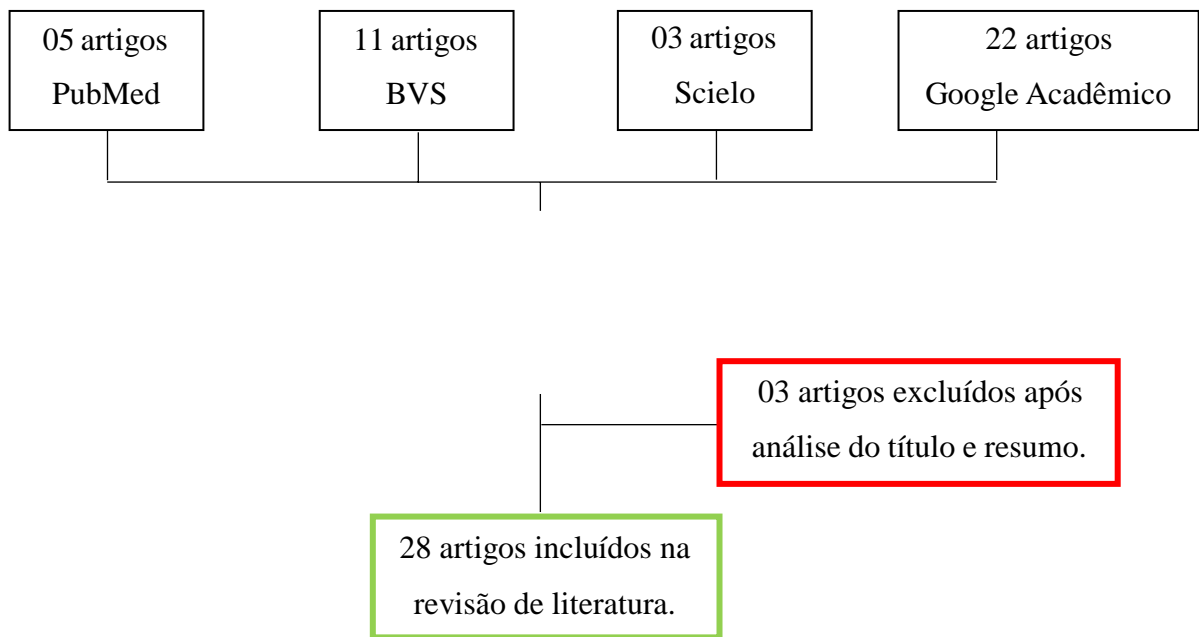 05 artigos
PubMed
11 artigos
BVS
03 artigos
Scielo
22 artigos
Google Acadêmico
03 artigos excluídos após
análise do título e resumo.
28 artigos incluídos na
revisão de literatura.